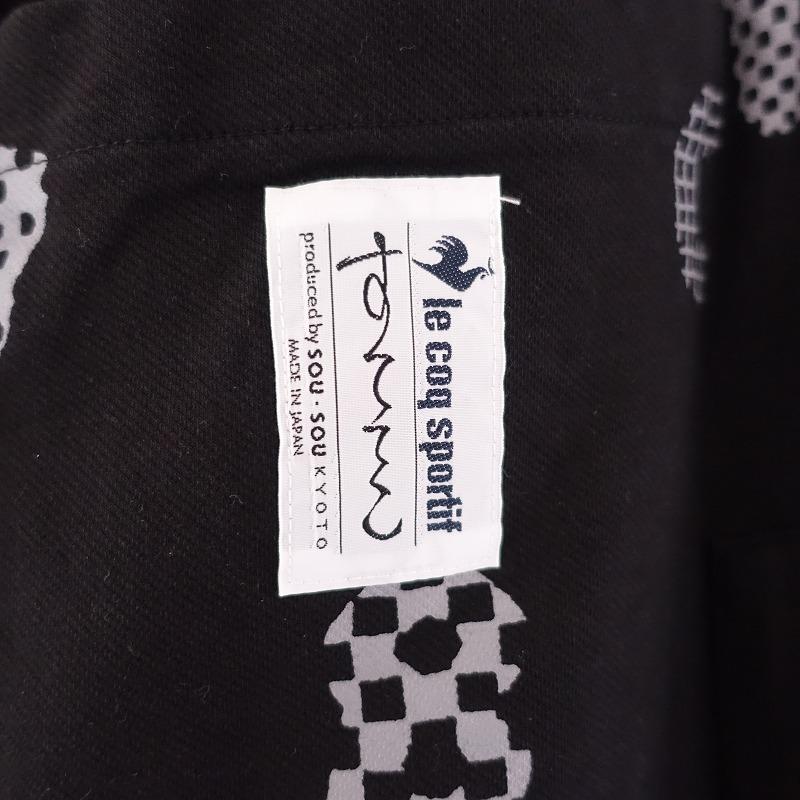 le coq sportif
produced by SOU・SOU KYOTO
MADE IN JAPAN